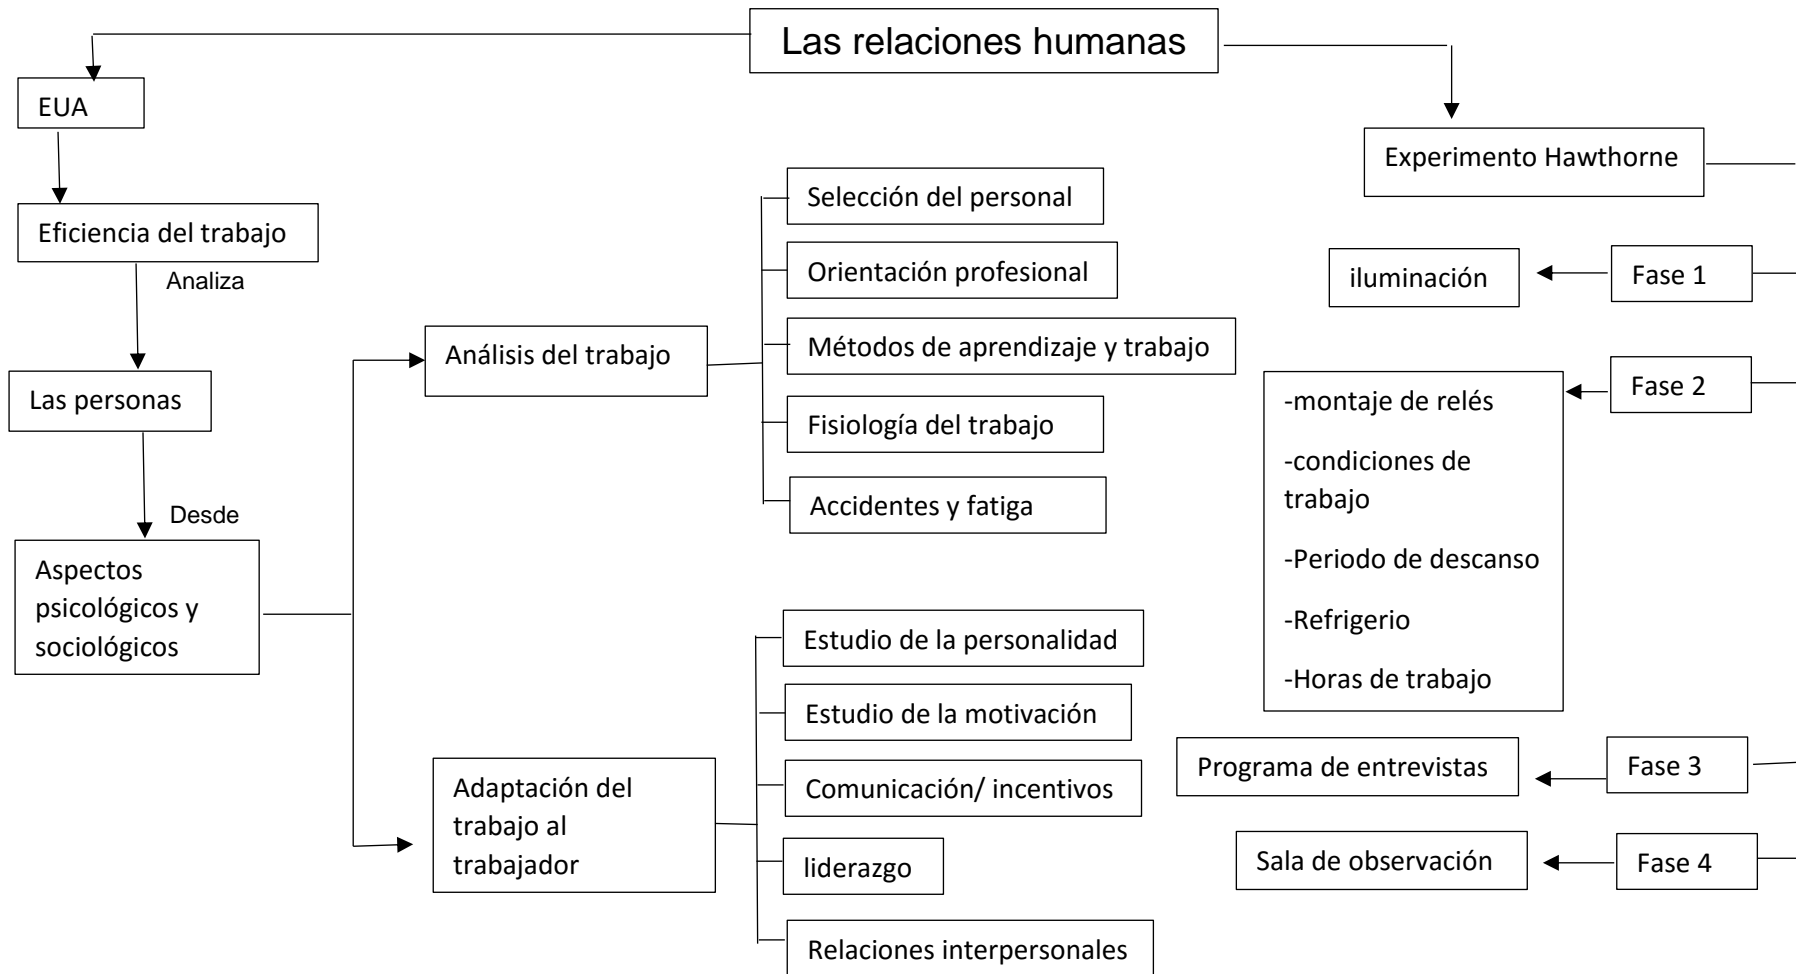 Las relaciones humanas
EUA
Eficiencia del trabajo
Analiza
Las personas
Desde
Aspectos
psicológicos y
sociológicos
Análisis del trabajo
Selección del personal
Orientación profesional
Métodos de aprendizaje y trabajo
Fisiología del trabajo
Accidentes y fatiga
Adaptación del
trabajo al
trabajador
Estudio de la personalidad
Estudio de la motivación
Comunicación/ incentivos
liderazgo
Relaciones interpersonales
Experimento Hawthorne
Fase 1
iluminación
Fase 2
-montaje de relés
-condiciones de
trabajo
-Periodo de descanso
-Refrigerio
-Horas de trabajo
Fase 3
Programa de entrevistas
Fase 4
Sala de observación